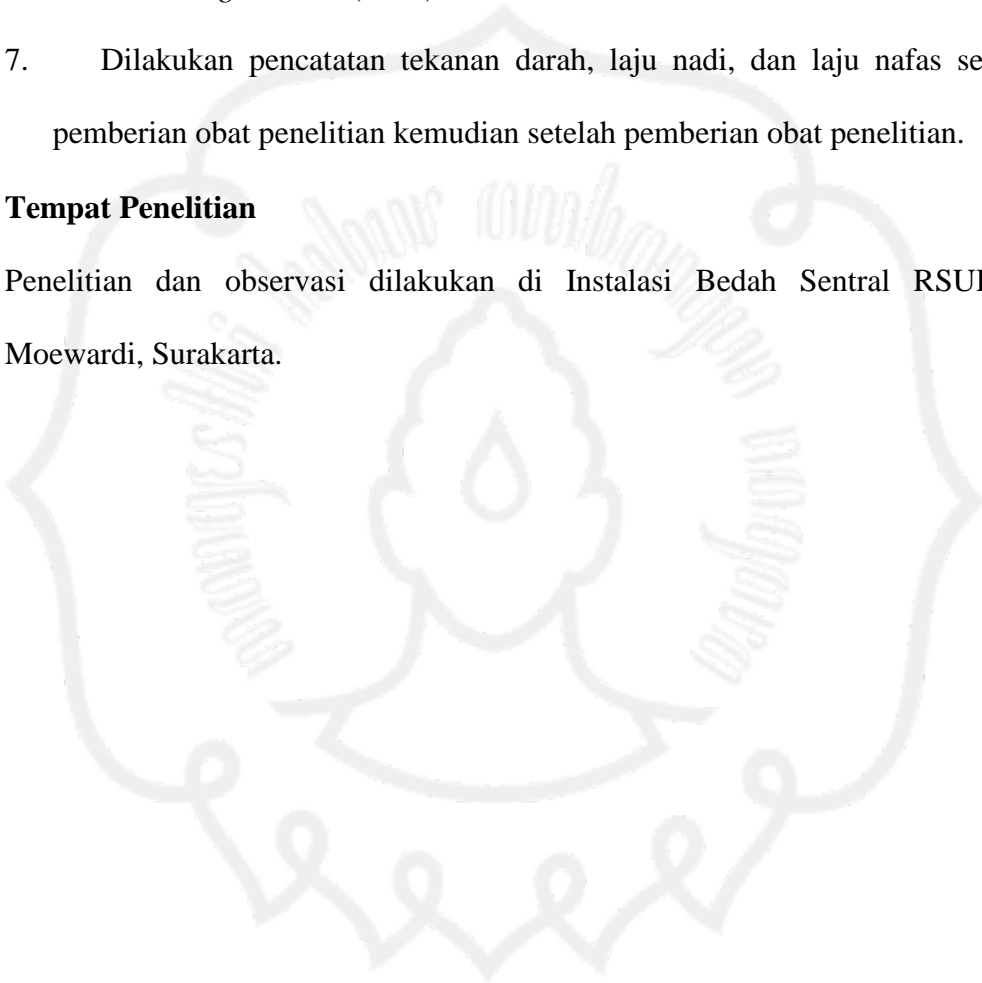 7. Dilakukan pencatatan tekanan darah, laju nadi, dan laju nafas se
pemberian obat penelitian kemudian setelah pemberian obat penelitian.
Tempat Penelitian
Penelitian dan observasi dilakukan di Instalasi Bedah Sentral
Moewardi, Surakarta.